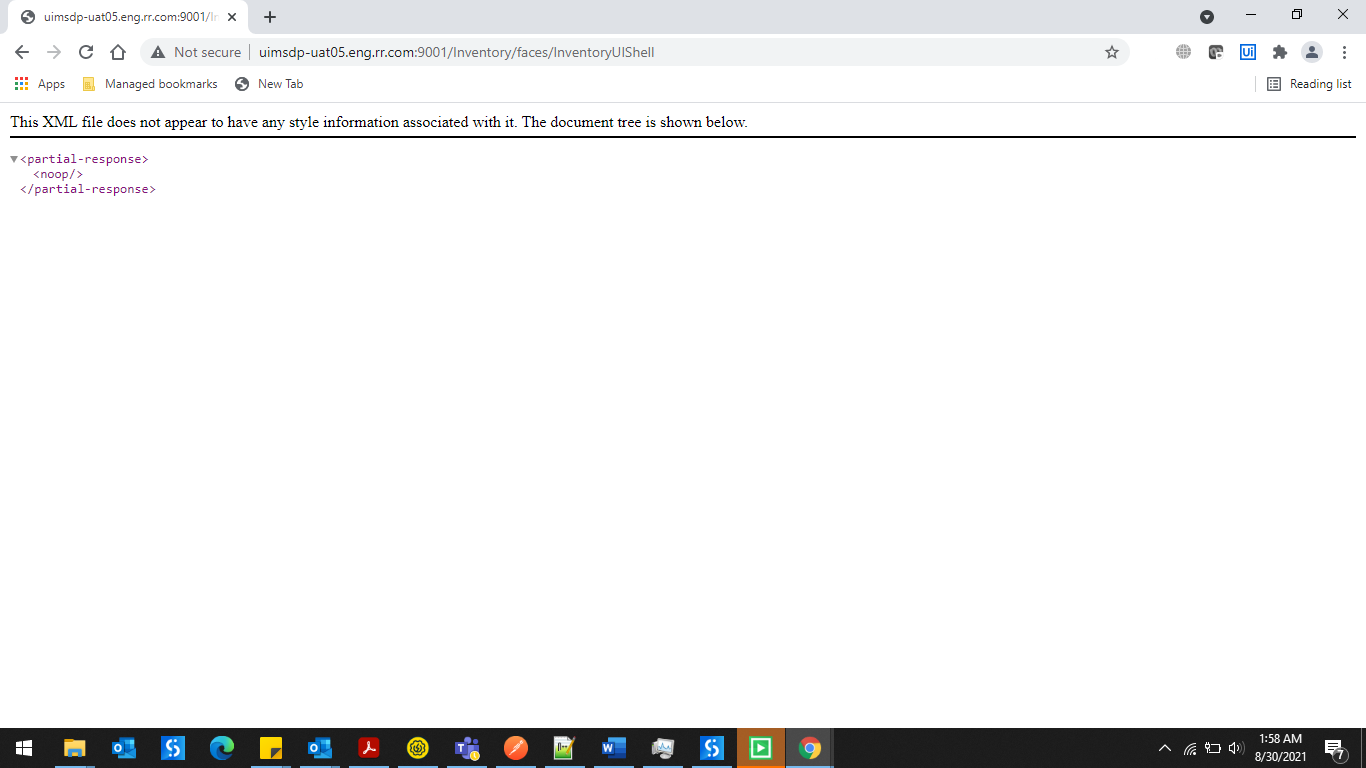 uimsdp-uat05.eng.rr.com:9001/In
Not secure
uimsdp-uat05.eng.rr.com:9001/Inventory/faces/InventoryUIShell
Ui
Apps
Managed bookmarks
New Tab
Reading list
This XML file does not appear to have any style information associated with it. The document tree is shown below.
<partial-response>
<noop/>
</partial-response>
1:58 AM
8/30/2021
7